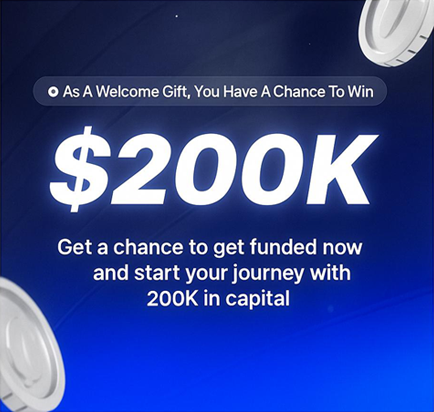 As A Welcome Gift, You Have A Chance To Win
$200K
Get a chance to get funded now
and start your journey with
200K in capital